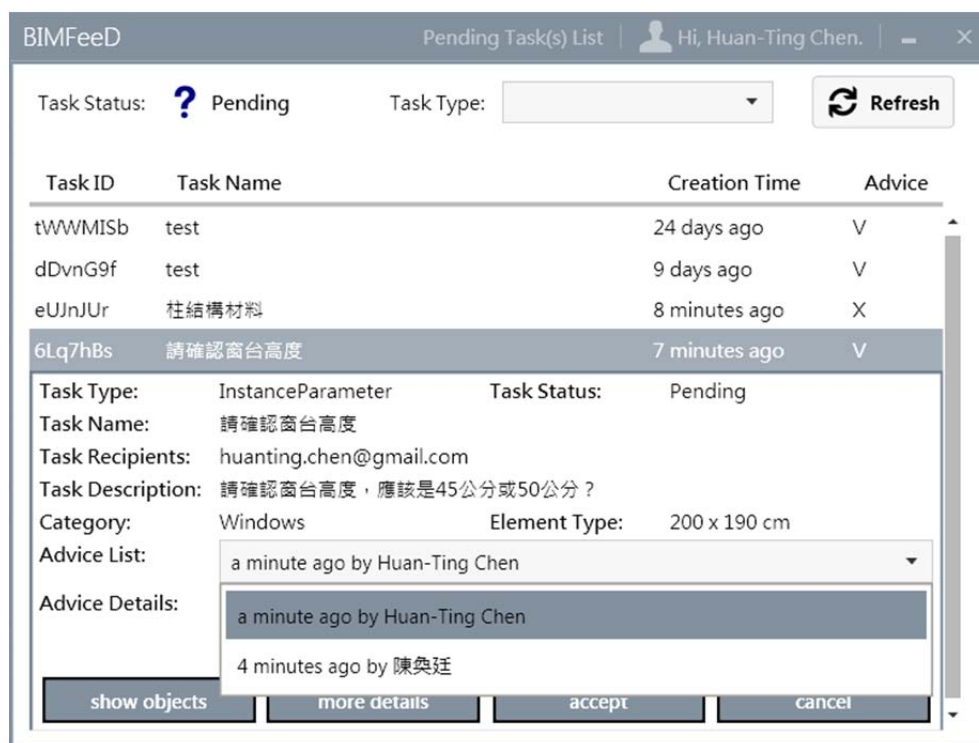 BIMFeeD Pending Task(s) List Hi, Huan-Ting Chen.
Task Status: ? Pending Task Type: Refresh
Task ID Task Name Creation Time Advice
tWWMISb test 24 days ago V
dDvnG9f test 9 days ago V
eUJnJUr 柱結構材料 8 minutes ago X
6Lq7hBs 請確認窗台高度 7 minutes ago V
Task Type: InstanceParameter Task Status: Pending
Task Name: 請確認窗台高度
Task Recipients: huanting.chen@gmail.com
Task Description: 請確認窗台高度，應該是45公分或50公分？
Category: Windows Element Type: 200 x 190 cm
Advice List: a minute ago by Huan-Ting Chen
Advice Details: a minute ago by Huan-Ting Chen
4 minutes ago by 陳奐廷
show objects more details accept cancel